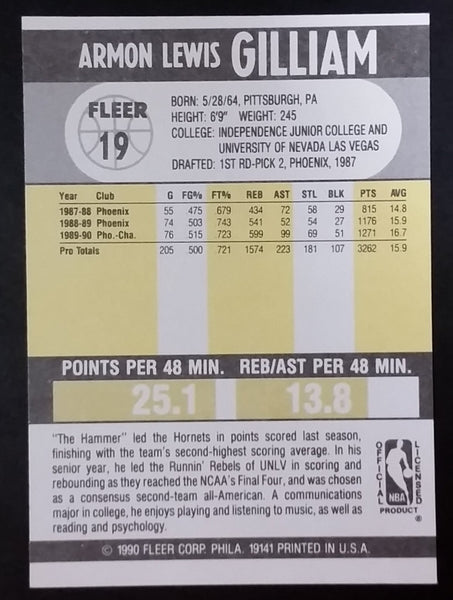 ARMON LEWIS GILLIAM
FLEER
19
BORN: 5/28/64, PITTSBURGH, PA
HEIGHT: 6'9" WEIGHT: 245
COLLEGE: INDEPENDENCE JUNIOR COLLEGE AND
UNIVERSITY OF NEVADA LAS VEGAS
DRAFTED: 1ST RD-PICK 2, PHOENIX, 1987
Year Club G FG% FT% REB AST STL BLK PTS AVG
1987-88 Phoenix 55 475 .679 434 72 58 29 815 14.8
1988-89 Phoenix 74 503 .743 541 52 54 27 1176 15.9
1989-90 Pho.-Cha. 76 515 .723 599 99 69 51 1271 16.7
Pro Totals 205 500 .721 1574 223 181 107 3262 15.9
POINTS PER 48 MIN. REB/AST PER 48 MIN.
25.1 13.8
"The Hammer" led the Hornets in points scored last season,
finishing with the team's second-highest scoring average. In his
senior year, he led the Runnin' Rebels of UNLV in scoring and
rebounding as they reached the NCAA's Final Four, and was chosen
as a consensus second-team all-American. A communications
major in college, he enjoys playing and listening to music, as well as
reading and psychology.
OFFICIAL
LICENSED
NBA
PRODUCT ®
© 1990 FLEER CORP. PHILA. 19141 PRINTED IN U.S.A.